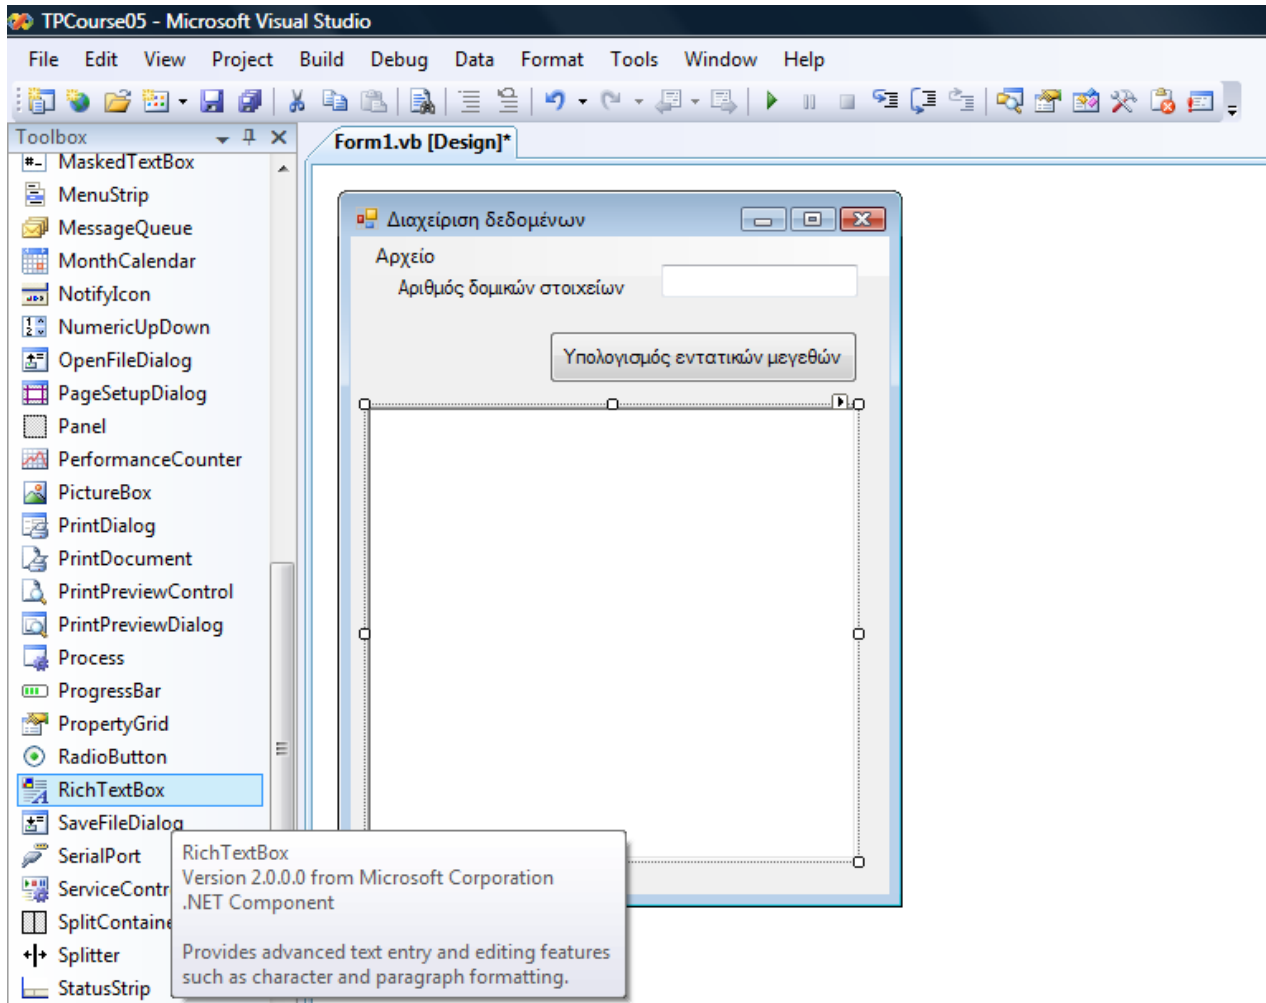 TPCourse05 - Microsoft Visual Studio
File Edit View Project Build Debug Data Format Tools Window Help
Toolbox
MaskedTextBox
MenuStrip
MessageQueue
MonthCalendar
NotifyIcon
NumericUpDown
OpenFileDialog
PageSetupDialog
Panel
PerformanceCounter
PictureBox
PrintDialog
PrintDocument
PrintPreviewControl
PrintPreviewDialog
Process
ProgressBar
PropertyGrid
RadioButton
RichTextBox
SaveFileDialog
SerialPort
ServiceContr
SplitContaine
Splitter
StatusStrip
RichTextBox
Version 2.0.0.0 from Microsoft Corporation
.NET Component
Provides advanced text entry and editing features
such as character and paragraph formatting.
Form1.vb [Design]*
Διαχείριση δεδομένων
Αρχείο
Αριθμός δομικών στοιχείων
Υπολογισμός εντατικών μεγεθών